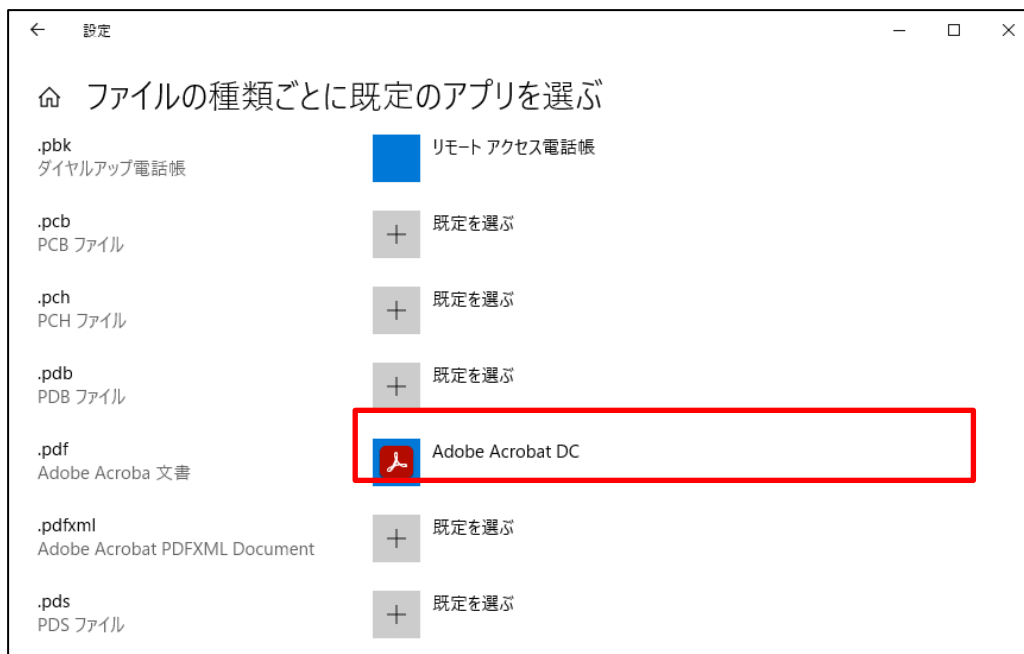 設定
ファイルの種類ごとに既定のアプリを選ぶ
.pbk
ダイヤルアップ電話帳
リモート アクセス電話帳
.pcb
PCB ファイル
既定を選ぶ
.pch
PCH ファイル
既定を選ぶ
.pdb
PDB ファイル
既定を選ぶ
.pdf
Adobe Acroba 文書
Adobe Acrobat DC
.pdfxml
Adobe Acrobat PDFXML Document
既定を選ぶ
.pds
PDS ファイル
既定を選ぶ